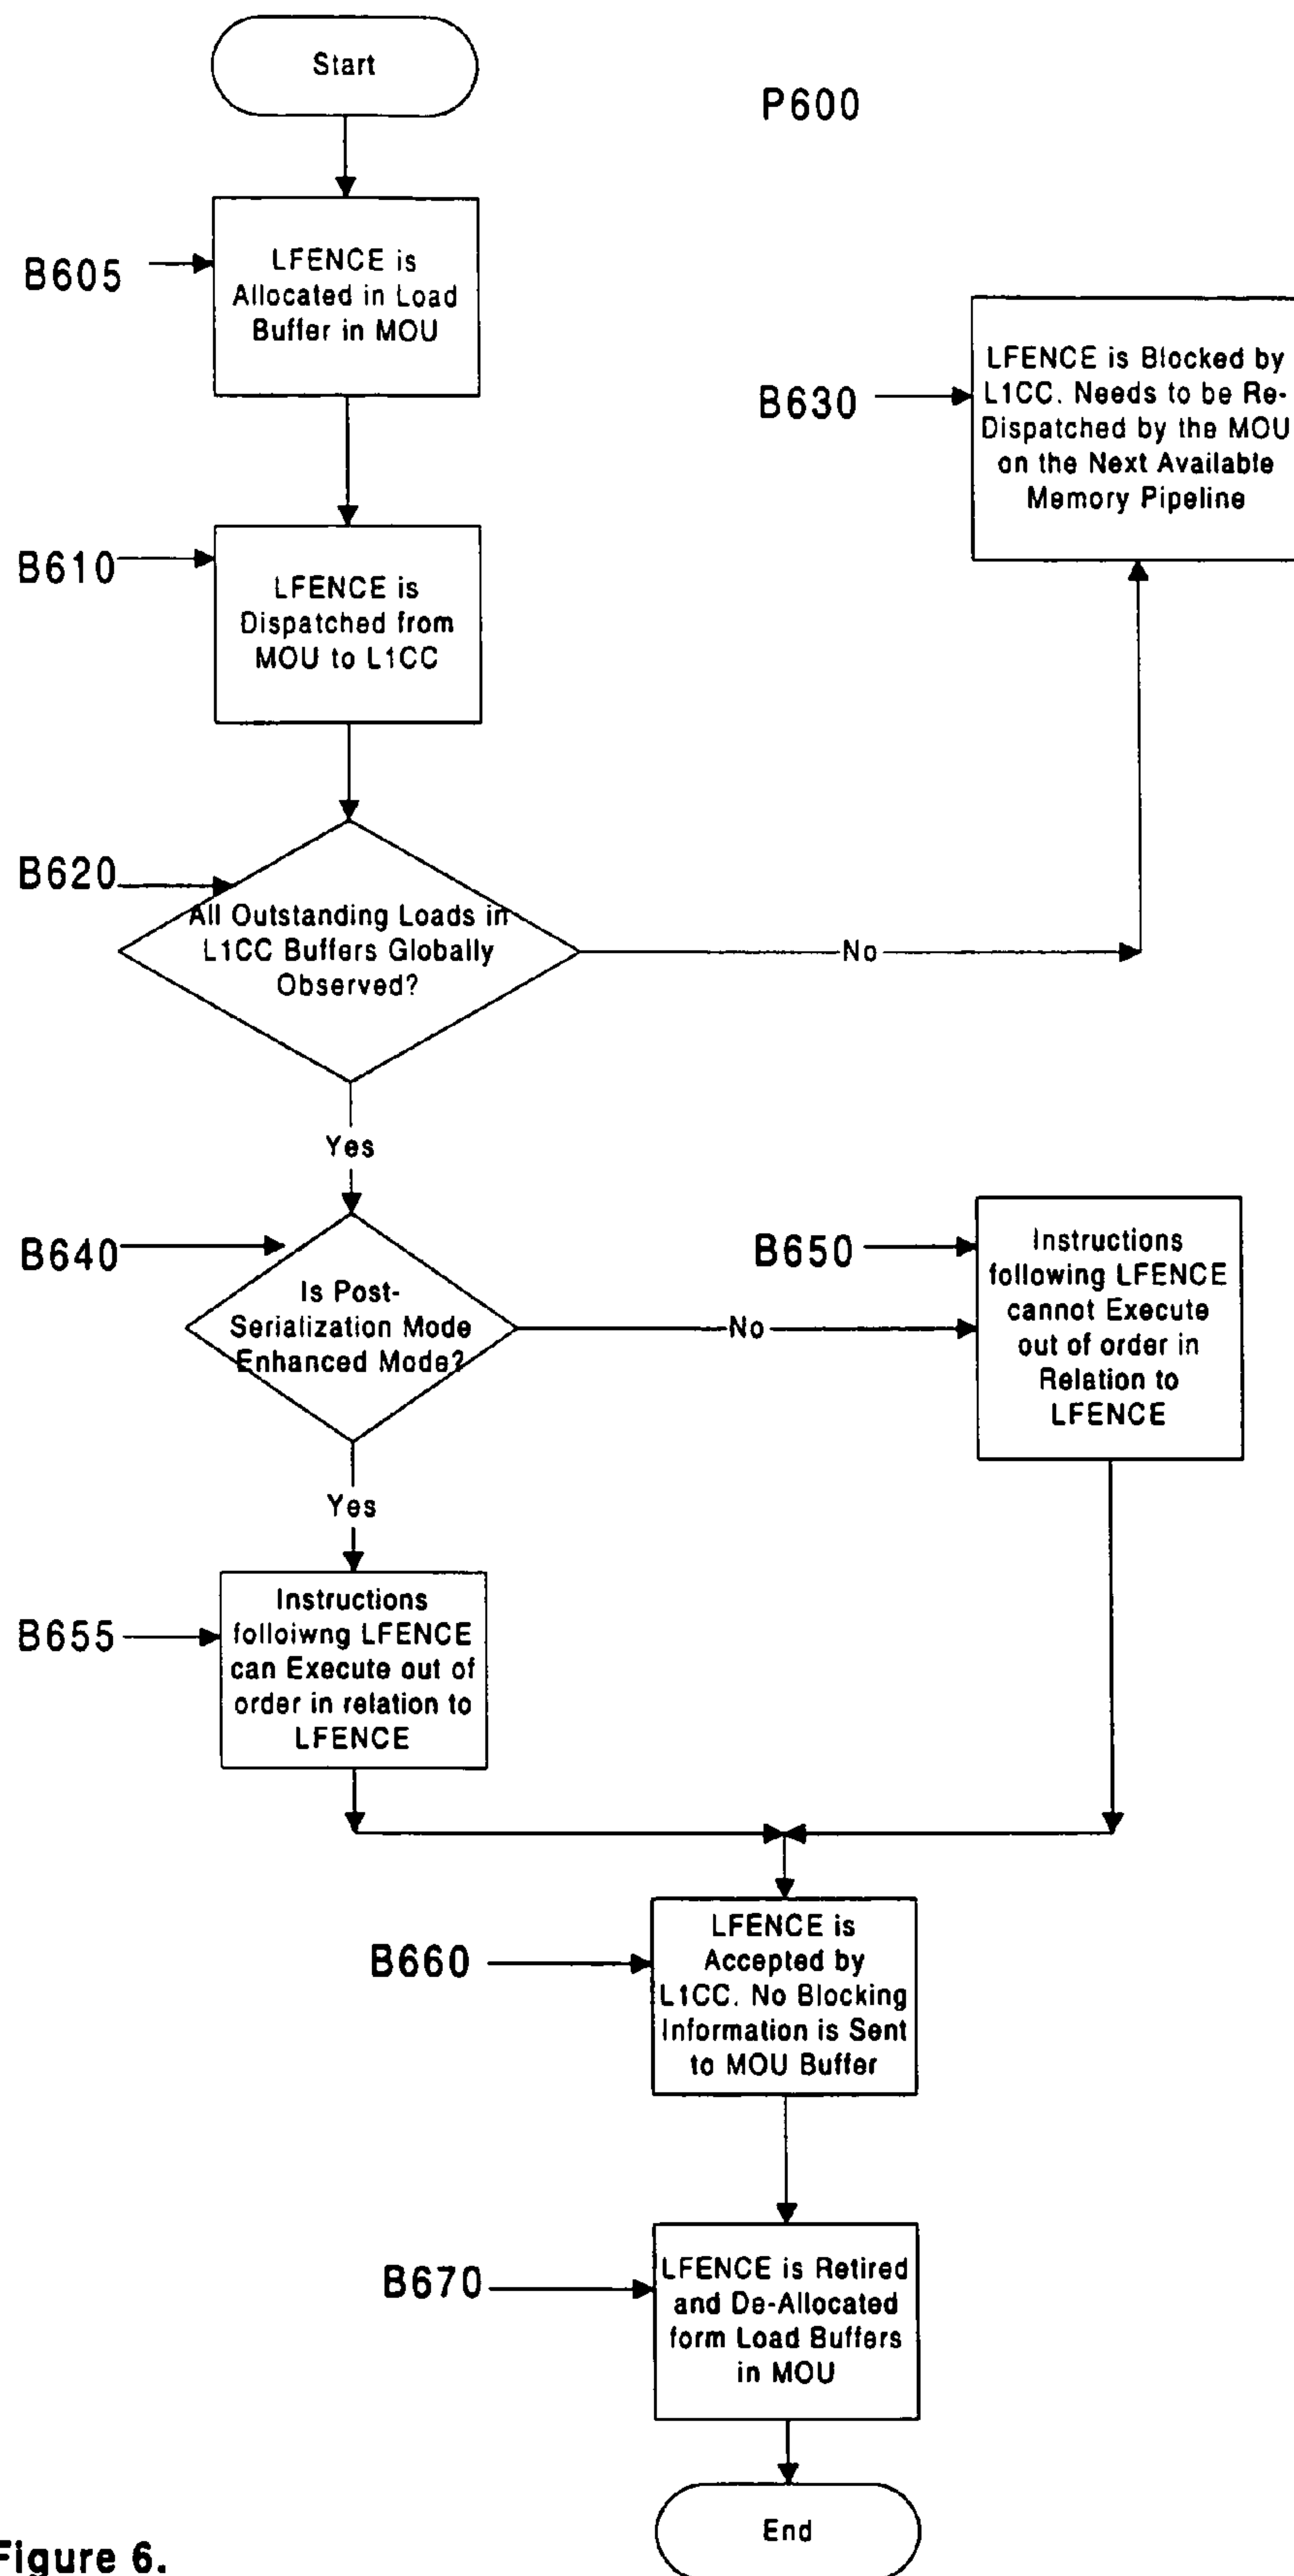 Start
P600
B605
LFENCE is
Allocated in Load
Buffer in MOU
B630
LFENCE is Blocked by
L1CC. Needs to be Re-
Dispatched by the MOU
on the Next Available
Memory Pipeline
B610
LFENCE is
Dispatched from
MOU to L1CC
B620
All Outstanding Loads in
L1CC Buffers Globally
Observed?
No
Yes
B640
Is Post-
Serialization Mode
Enhanced Mode?
No
B650
Instructions
following LFENCE
cannot Execute
out of order in
Relation to
LFENCE
Yes
B655
Instructions
folloiwng LFENCE
can Execute out of
order in relation to
LFENCE
B660
LFENCE is
Accepted by
L1CC. No Blocking
Information is Sent
to MOU Buffer
B670
LFENCE is Retired
and De-Allocated
form Load Buffers
in MOU
End
Figure 6.